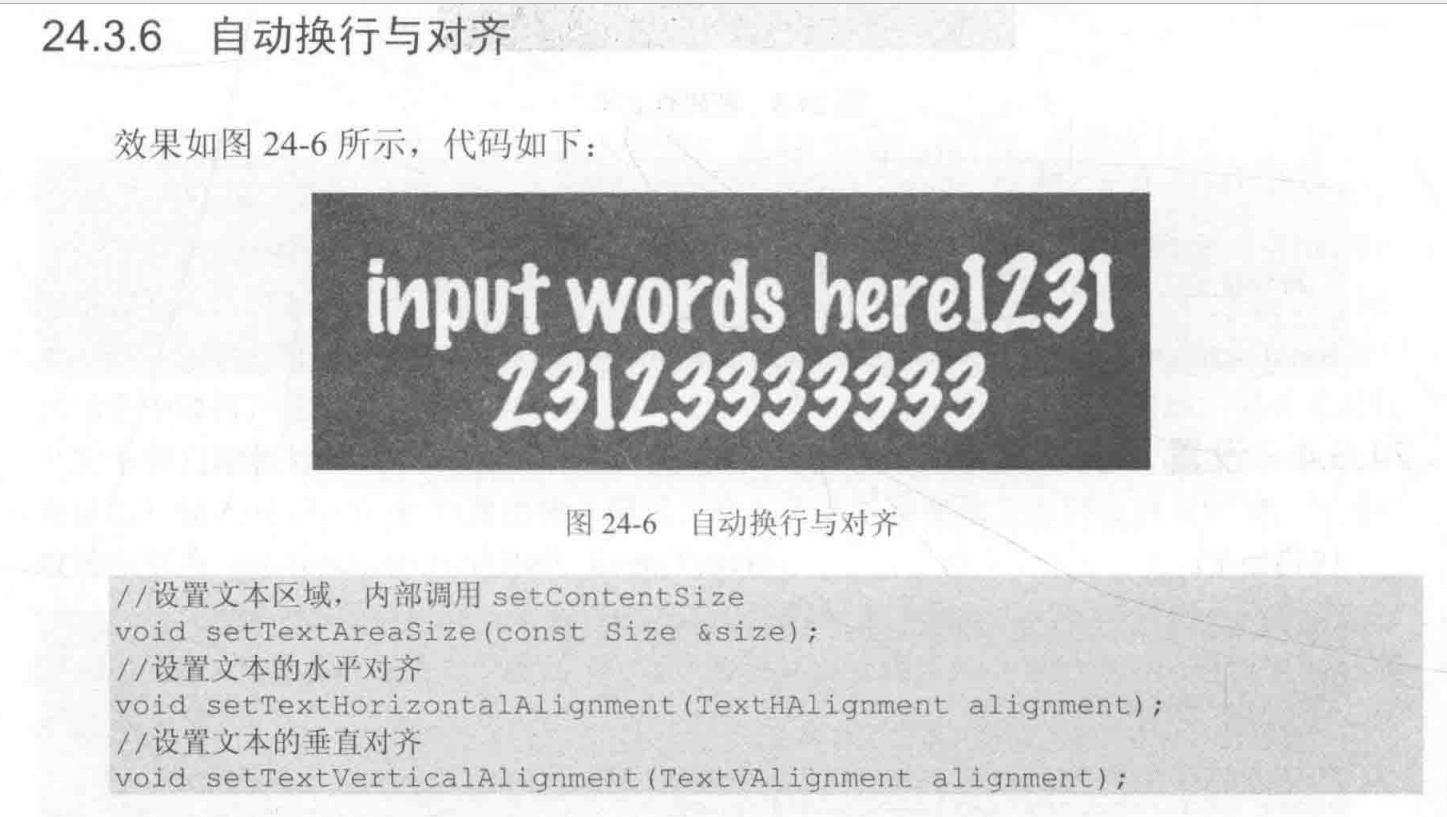 24.3.6 自动换行与对齐
效果如图 24-6 所示，代码如下：
input words here1231
23123333333
图 24-6 自动换行与对齐
//设置文本区域，内部调用 setContentSize
void setTextAreaSize(const Size &size);
//设置文本的水平对齐
void setTextHorizontalAlignment(TextHAlignment alignment);
//设置文本的垂直对齐
void setTextVerticalAlignment(TextVAlignment alignment);